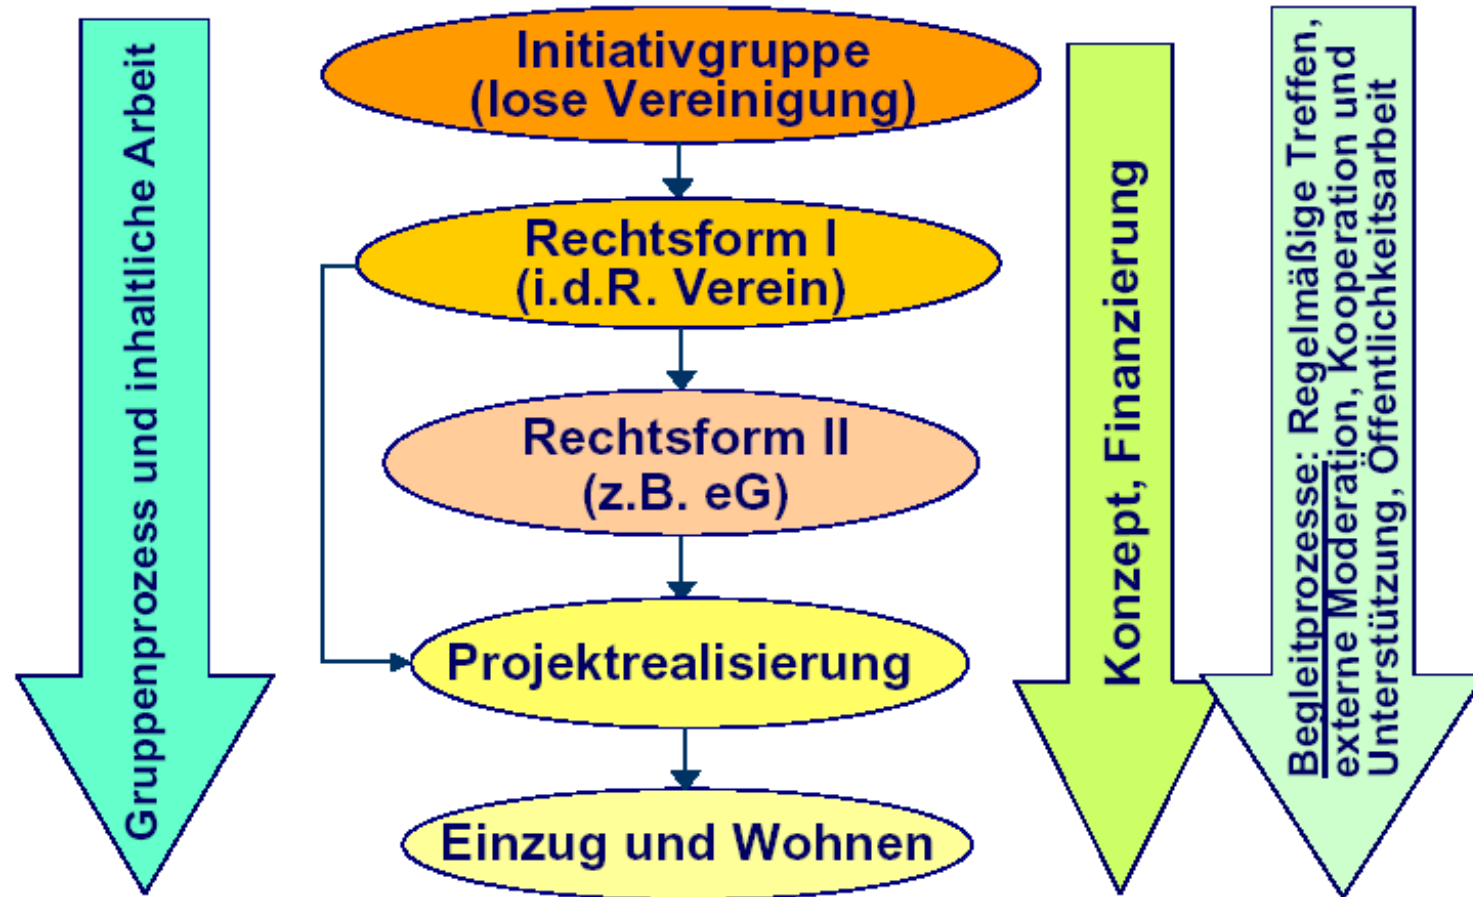 Gruppenprozess und inhaltliche Arbeit
Initiativgruppe
(lose Vereinigung)
Rechtsform I
(i.d.R. Verein)
Rechtsform II
(z.B. eG)
Projektrealisierung
Einzug und Wohnen
Konzept, Finanzierung
Begleitprozesse: Regelmäßige Treffen,
externe Moderation, Kooperation und
Unterstützung, Öffentlichkeitsarbeit